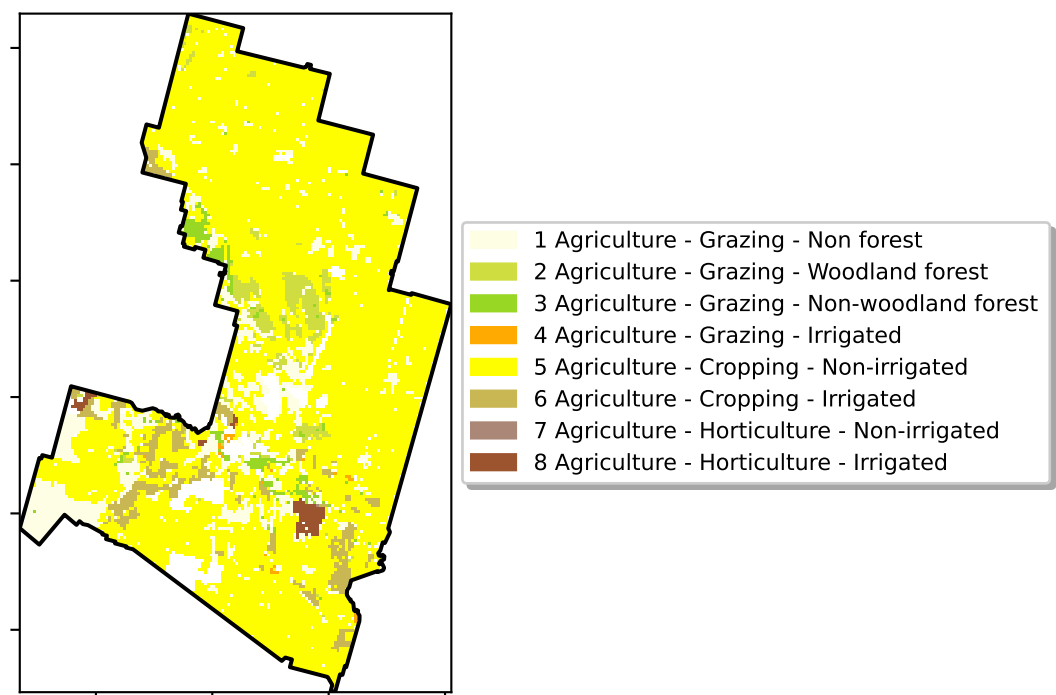 1 Agriculture - Grazing - Non forest
2 Agriculture - Grazing - Woodland forest
3 Agriculture - Grazing - Non-woodland forest
4 Agriculture - Grazing - Irrigated
5 Agriculture - Cropping - Non-irrigated
6 Agriculture - Cropping - Irrigated
7 Agriculture - Horticulture - Non-irrigated
8 Agriculture - Horticulture - Irrigated